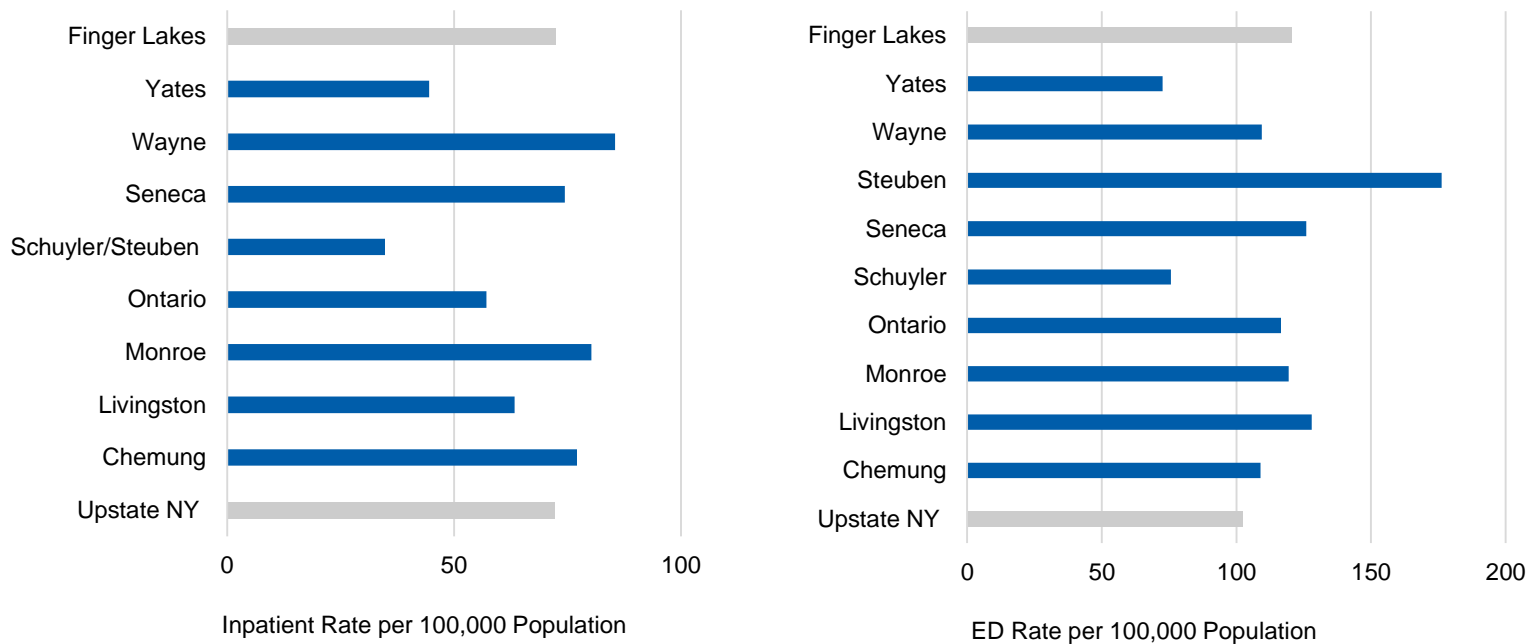 Finger Lakes
Yates
Wayne
Seneca
Schuyler/Steuben
Ontario
Monroe
Livingston
Chemung
Upstate NY
0 50 100
Inpatient Rate per 100,000 Population
Finger Lakes
Yates
Wayne
Steuben
Seneca
Schuyler
Ontario
Monroe
Livingston
Chemung
Upstate NY
0 50 100 150 200
ED Rate per 100,000 Population